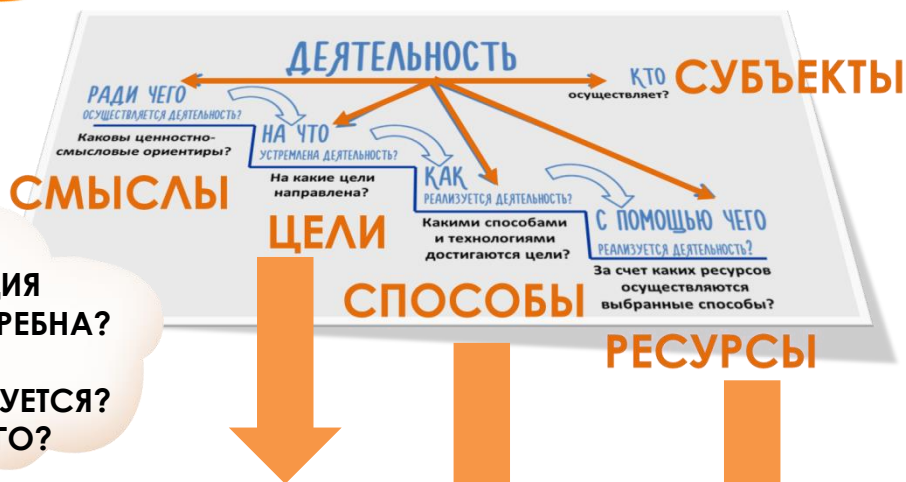 ДЕЯТЕЛЬНОСТЬ
КТО
осуществляет?
СУБЪЕКТЫ
РАДИ ЧЕГО
ОСУЩЕСТВЛЯЕТСЯ ДЕЯТЕЛЬНОСТЬ?
Каковы ценностно-
смысловые ориентиры?
СМЫСЛЫ
НА ЧТО
УСТРЕМЛЕНА ДЕЯТЕЛЬНОСТЬ?
На какие цели
направлена?
ЦЕЛИ
КАК
РЕАЛИЗУЕТСЯ ДЕЯТЕЛЬНОСТЬ?
Какими способами
и технологиями
достигаются цели?
СПОСОБЫ
С ПОМОЩЬЮ ЧЕГО
РЕАЛИЗУЕТСЯ ДЕЯТЕЛЬНОСТЬ?
За счет каких ресурсов
осуществляются
выбранные способы?
РЕСУРСЫ